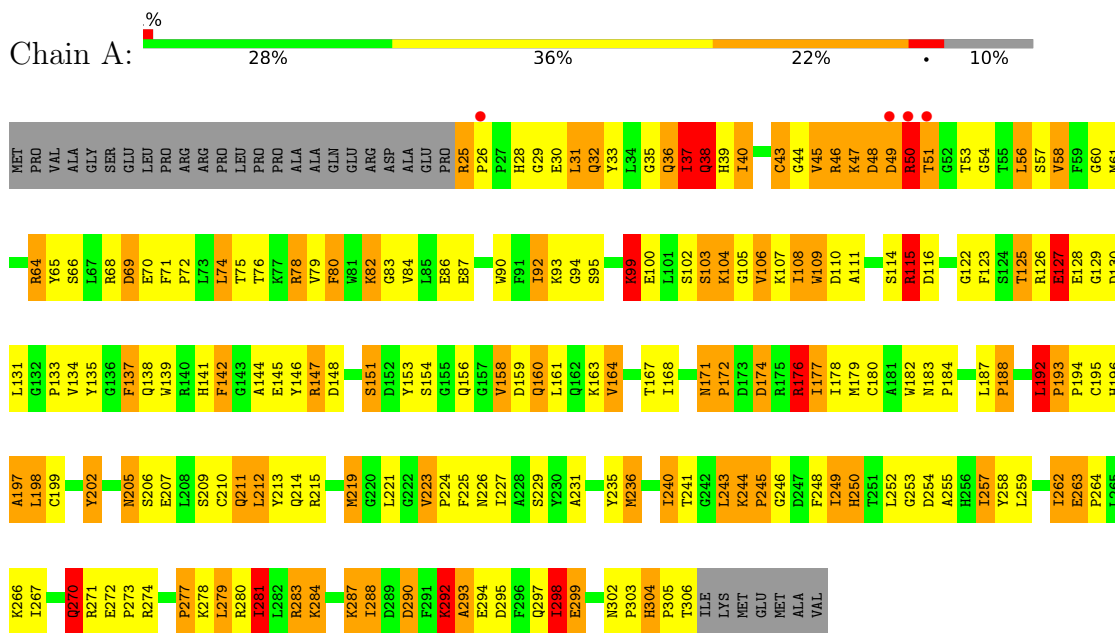 %
Chain A:
28% 36% 22% • 10%
MET PRO VAL ALA GLY SER GLU LEU PRO ARG ARG PRO LEU PRO PRO ALA ALA GLN GLU ARG ASP ALA GLU PRO R25 P26 P27 H28 G29 E30 L31 Q32 Y33 L34 G35 Q36 I37 Q38 H39 I40 C43 G44 V45 R46 K47 D48 D49 R50 T51 G52 T53 G54 T55 L56 S57 V58 F59 G60 M61
R64 Y65 S66 L67 R68 D69 E70 F71 P72 L73 L74 T75 T76 K77 R78 V79 F80 W81 K82 G83 V84 L85 E86 E87 W90 F91 I92 K93 G94 S95 K99 E100 L101 S102 S103 K104 G105 V106 K107 I108 W109 D110 A111 S114 R115 D116 G122 F123 S124 T125 R126 E127 E128 G129 D130
L131 G132 P133 V134 Y135 G136 F137 Q138 W139 R140 H141 F142 G143 A144 E145 Y146 R147 D148 S151 D152 Y153 S154 G155 Q156 G157 V158 D159 Q160 L161 Q162 K163 V164 T167 I168 N171 P172 D173 D174 R175 R176 I177 I178 M179 C180 A181 W182 N183 P184 L187 P188 L192 P193 P194 C195 H196
A197 L198 C199 Y202 N205 S206 E207 L208 S209 C210 Q211 L212 Y213 Q214 R215 M219 G220 L221 G222 V223 P224 F225 N226 I227 A228 S229 Y230 A231 Y235 M236 I240 T241 G242 L243 K244 P245 G246 D247 F248 I249 H250 T251 L252 G253 D254 A255 H256 I257 Y258 L259 I262 E263 P264 L265
K266 I267 Q270 R271 E272 P273 R274 P277 K278 L279 R280 I281 L282 R283 K284 K287 I288 D289 D290 F291 K292 A293 E294 D295 F296 Q297 I298 E299 N302 P303 H304 P305 T306 ILE LYS MET GLU MET ALA VAL